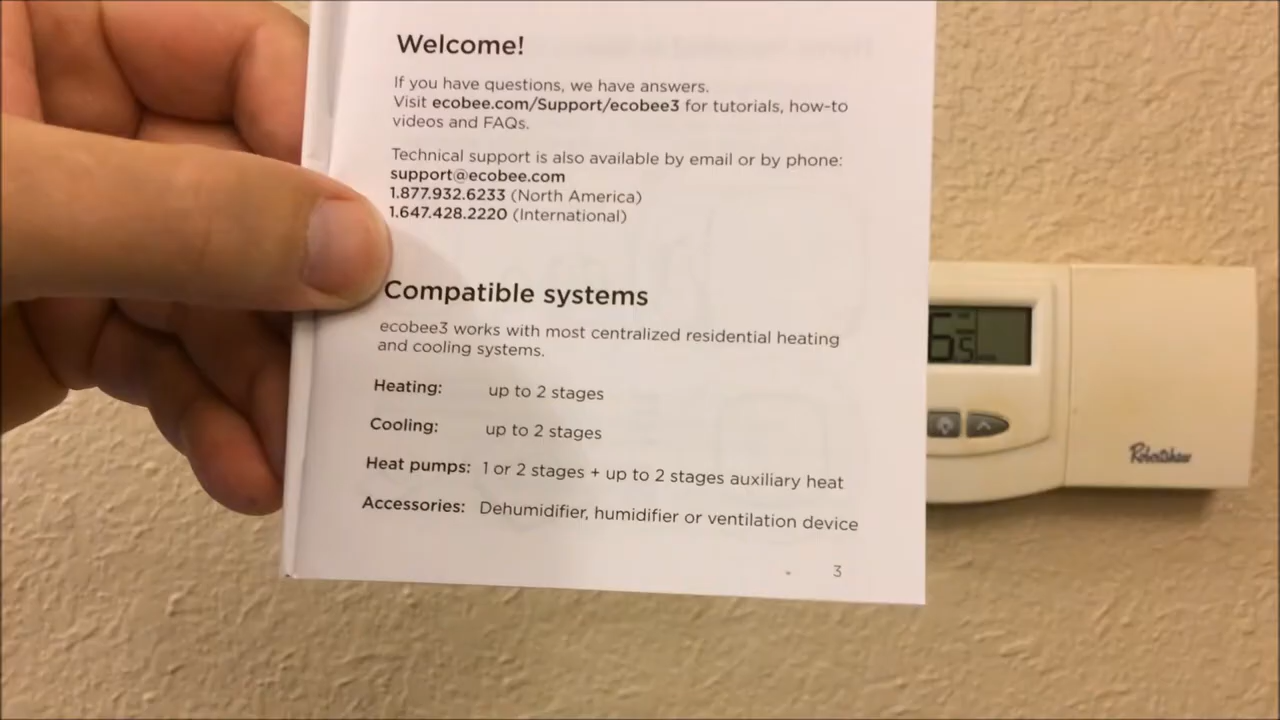 Welcome!
If you have questions, we have answers.
Visit ecobee.com/Support/ecobee3 for tutorials, how-to
videos and FAQs.
Technical support is also available by email or by phone:
support@ecobee.com
1.877.932.6233 (North America)
1.647.428.2220 (International)
Compatible systems
ecobee3 works with most centralized residential heating
and cooling systems.
Heating: up to 2 stages
Cooling: up to 2 stages
Heat pumps: 1 or 2 stages + up to 2 stages auxiliary heat
Accessories: Dehumidifier, humidifier or ventilation device
3
Robertshaw